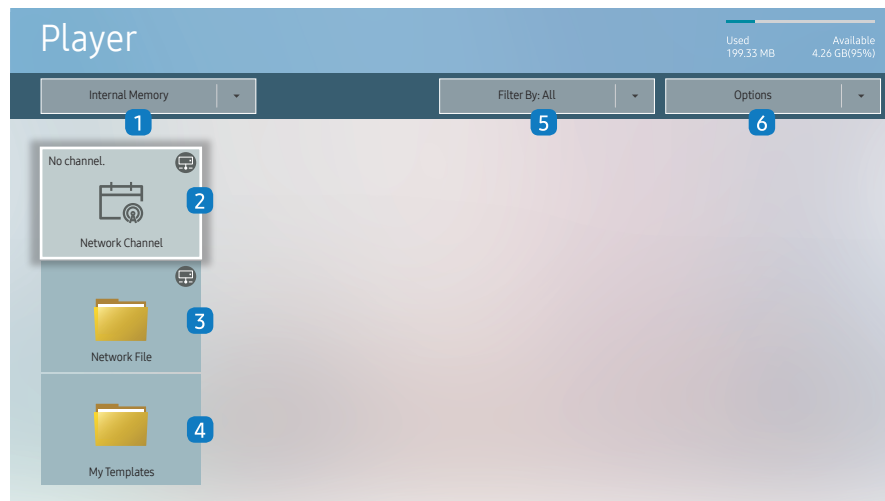 Player
Used
Available
199.33 MB
4.26 GB(95%)
Internal Memory
Filter By: All
Options
1
5
6
No channel.
2
Network Channel
3
Network File
4
My Templates